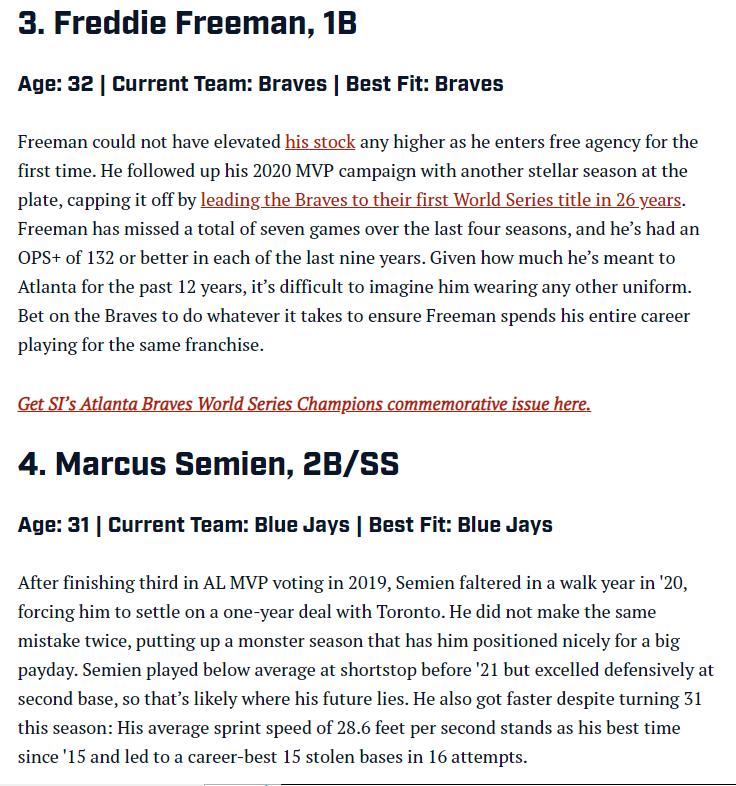 3. Freddie Freeman, 1B
Age: 32 | Current Team: Braves | Best Fit: Braves
Freeman could not have elevated his stock any higher as he enters free agency for the
first time. He followed up his 2020 MVP campaign with another stellar season at the
plate, capping it off by leading the Braves to their first World Series title in 26 years.
Freeman has missed a total of seven games over the last four seasons, and he’s had an
OPS+ of 132 or better in each of the last nine years. Given how much he’s meant to
Atlanta for the past 12 years, it’s difficult to imagine him wearing any other uniform.
Bet on the Braves to do whatever it takes to ensure Freeman spends his entire career
playing for the same franchise.
Get SI’s Atlanta Braves World Series Champions commemorative issue here.
4. Marcus Semien, 2B/SS
Age: 31 | Current Team: Blue Jays | Best Fit: Blue Jays
After finishing third in AL MVP voting in 2019, Semien faltered in a walk year in '20,
forcing him to settle on a one-year deal with Toronto. He did not make the same
mistake twice, putting up a monster season that has him positioned nicely for a big
payday. Semien played below average at shortstop before '21 but excelled defensively at
second base, so that’s likely where his future lies. He also got faster despite turning 31
this season: His average sprint speed of 28.6 feet per second stands as his best time
since '15 and led to a career-best 15 stolen bases in 16 attempts.